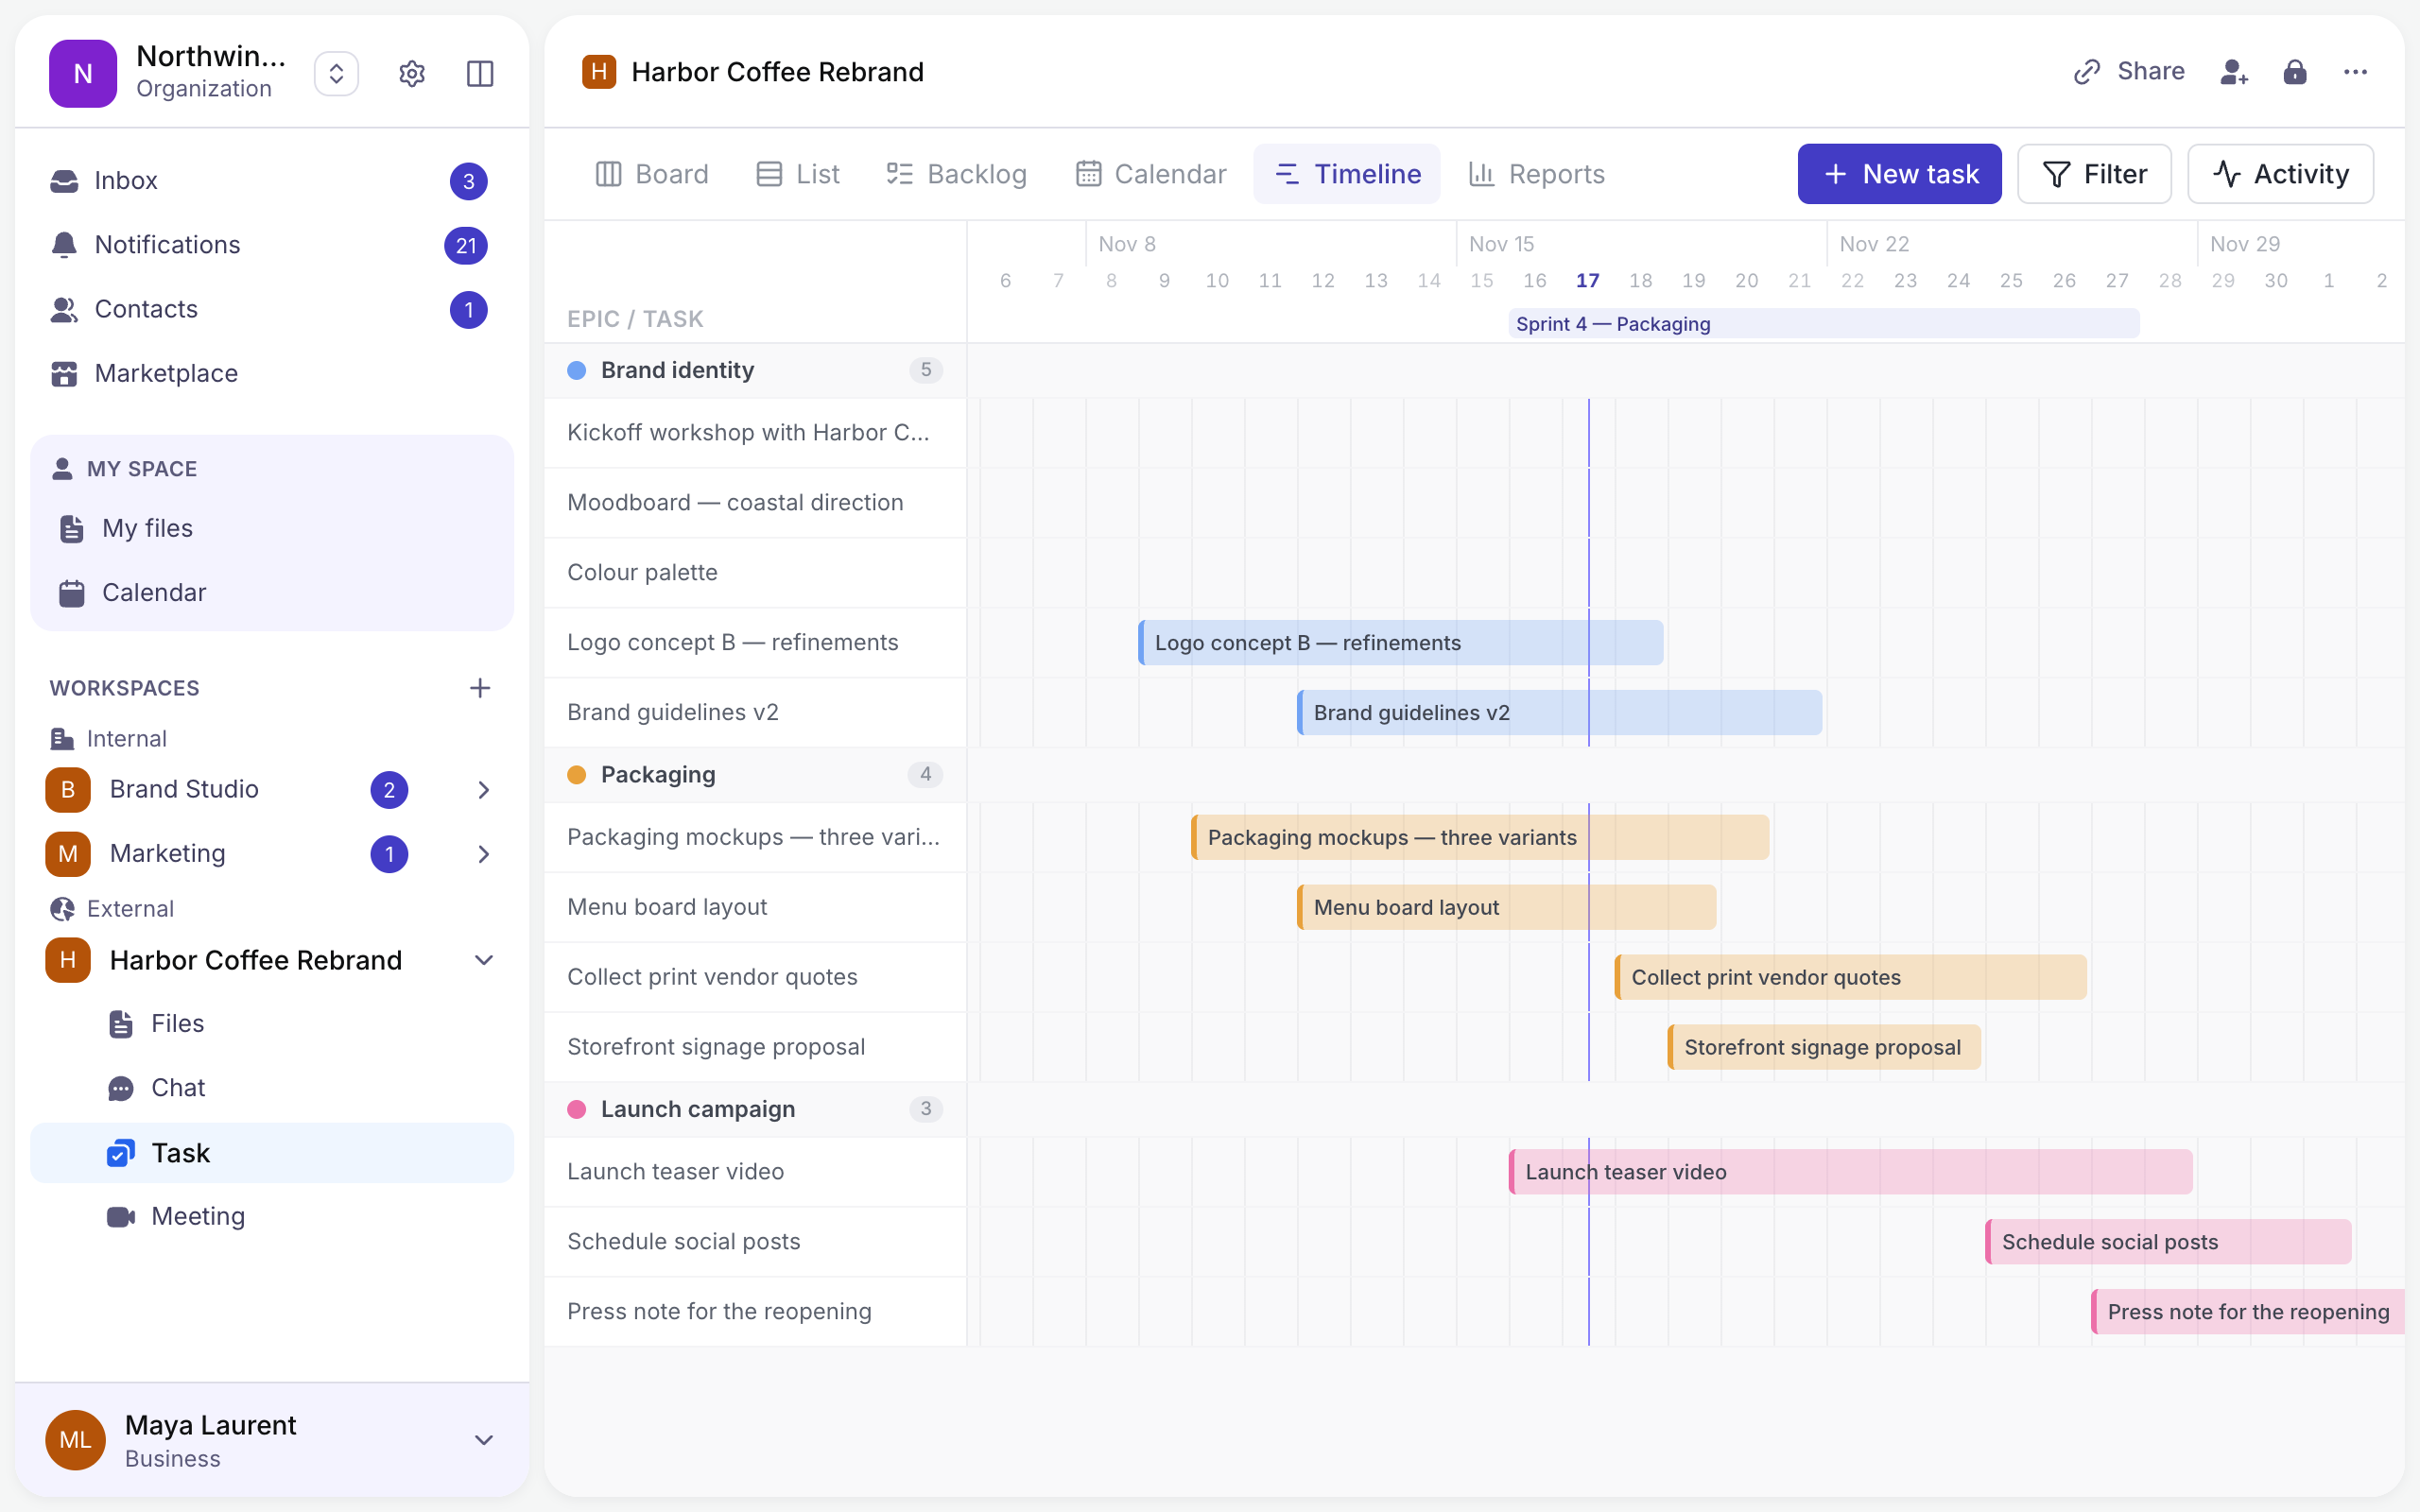 N
Northwin...
Organization
Inbox
3
Notifications
21
Contacts
1
Marketplace
MY SPACE
My files
Calendar
WORKSPACES
Internal
B
Brand Studio
2
M
Marketing
1
External
H
Harbor Coffee Rebrand
Files
Chat
Task
Meeting
ML
Maya Laurent
Business
H
Harbor Coffee Rebrand
Share
Board
List
Backlog
Calendar
Timeline
Reports
New task
Filter
Activity
Nov 8
Nov 15
Nov 22
Nov 29
6 7 8 9 10 11 12 13 14 15 16 17 18 19 20 21 22 23 24 25 26 27 28 29 30 1 2
EPIC / TASK
Sprint 4 — Packaging
Brand identity
5
Kickoff workshop with Harbor C...
Moodboard — coastal direction
Colour palette
Logo concept B — refinements
Logo concept B — refinements
Brand guidelines v2
Brand guidelines v2
Packaging
4
Packaging mockups — three vari...
Packaging mockups — three variants
Menu board layout
Menu board layout
Collect print vendor quotes
Collect print vendor quotes
Storefront signage proposal
Storefront signage proposal
Launch campaign
3
Launch teaser video
Launch teaser video
Schedule social posts
Schedule social posts
Press note for the reopening
Press note for the reopening